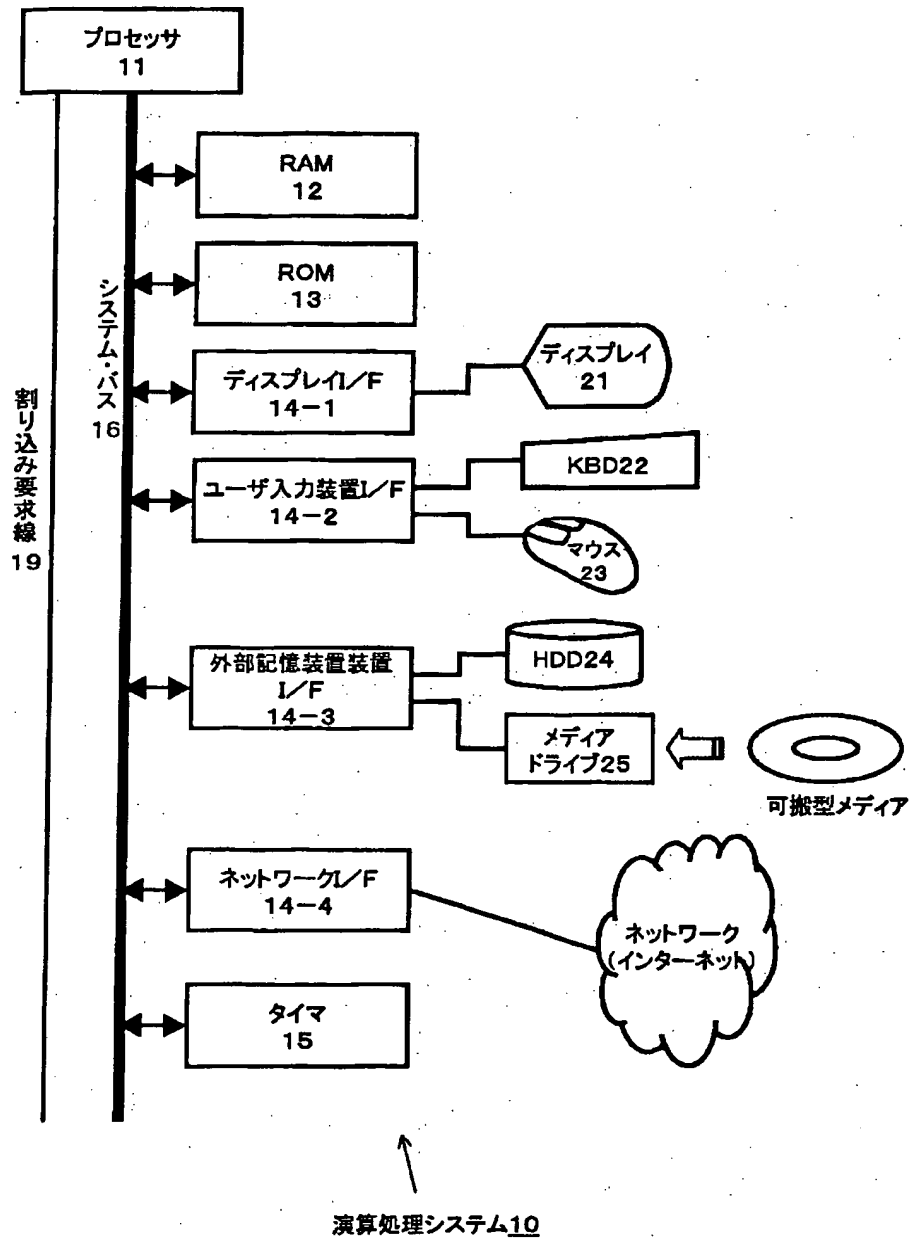 プロセッサ
11
RAM
12
ROM
13
システム・バス
16
割り込み要求線
19
ディスプレイI/F
14-1
ディスプレイ
21
ユーザ入力装置I/F
14-2
KBD22
マウス
23
外部記憶装置装置
I/F
14-3
HDD24
メディア
ドライブ25
可搬型メディア
ネットワークI/F
14-4
ネットワーク
(インターネット)
タイマ
15
演算処理システム10